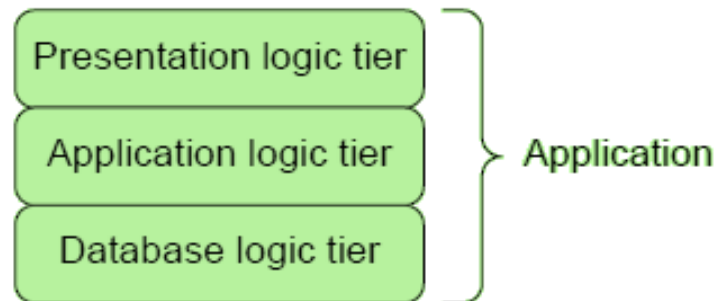 Presentation logic tier
Application logic tier
Application
Database logic tier